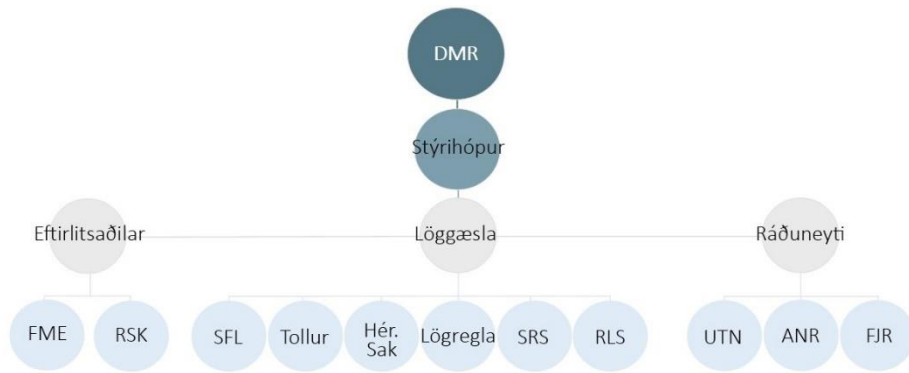 DMR
Stýrihópur
Eftirlitsaðilar
Löggæsla
Ráðuneyti
FME
RSK
SFL
Tollur
Hér.
Sak
Lögregla
SRS
RLS
UTN
ANR
FJR